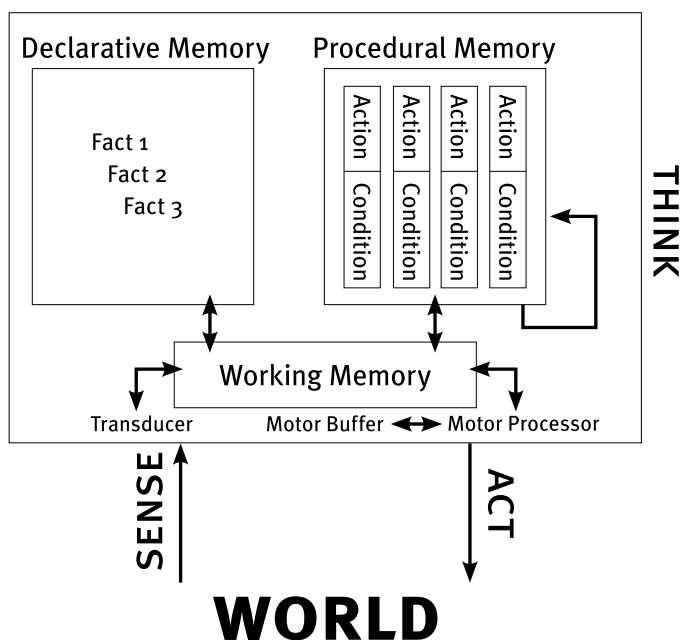 Declarative Memory
Procedural Memory
Fact 1
Fact 2
Fact 3
Action
Action
Action
Action
Condition
Condition
Condition
Condition
THINK
Working Memory
Transducer
Motor Buffer
Motor Processor
SENSE
ACT
WORLD